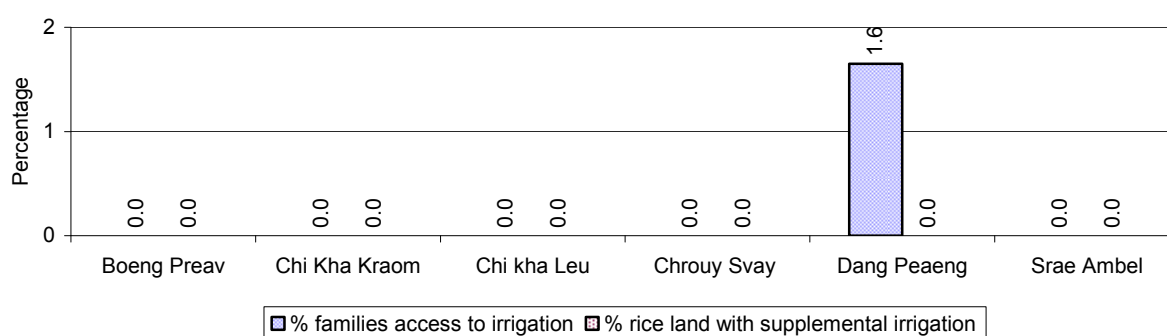 2
1.6
Percentage
1
0.0 0.0 0.0 0.0 0.0 0.0 0.0 0.0 0.0 0.0 0.0
0
Boeng Preav Chi Kha Kraom Chi kha Leu Chrouy Svay Dang Peaeng Srae Ambel
% families access to irrigation % rice land with supplemental irrigation